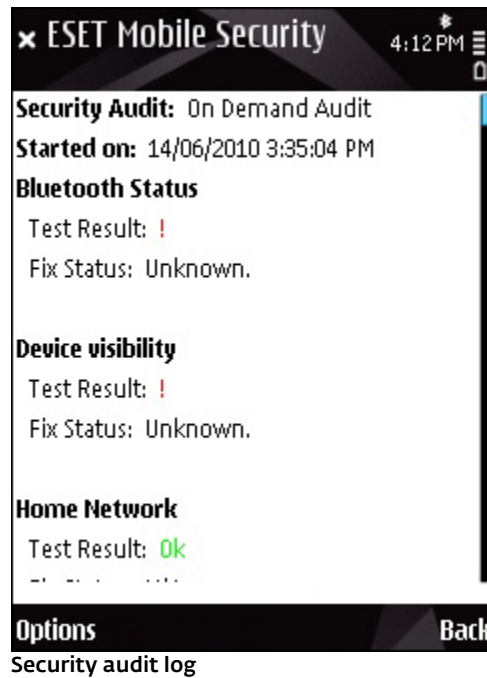 × ESET Mobile Security
4:12 PM
Security Audit: On Demand Audit
Started on: 14/06/2010 3:35:04 PM
Bluetooth Status
Test Result: !
Fix Status: Unknown.
Device visibility
Test Result: !
Fix Status: Unknown.
Home Network
Test Result: Ok
Options
Back
Security audit log